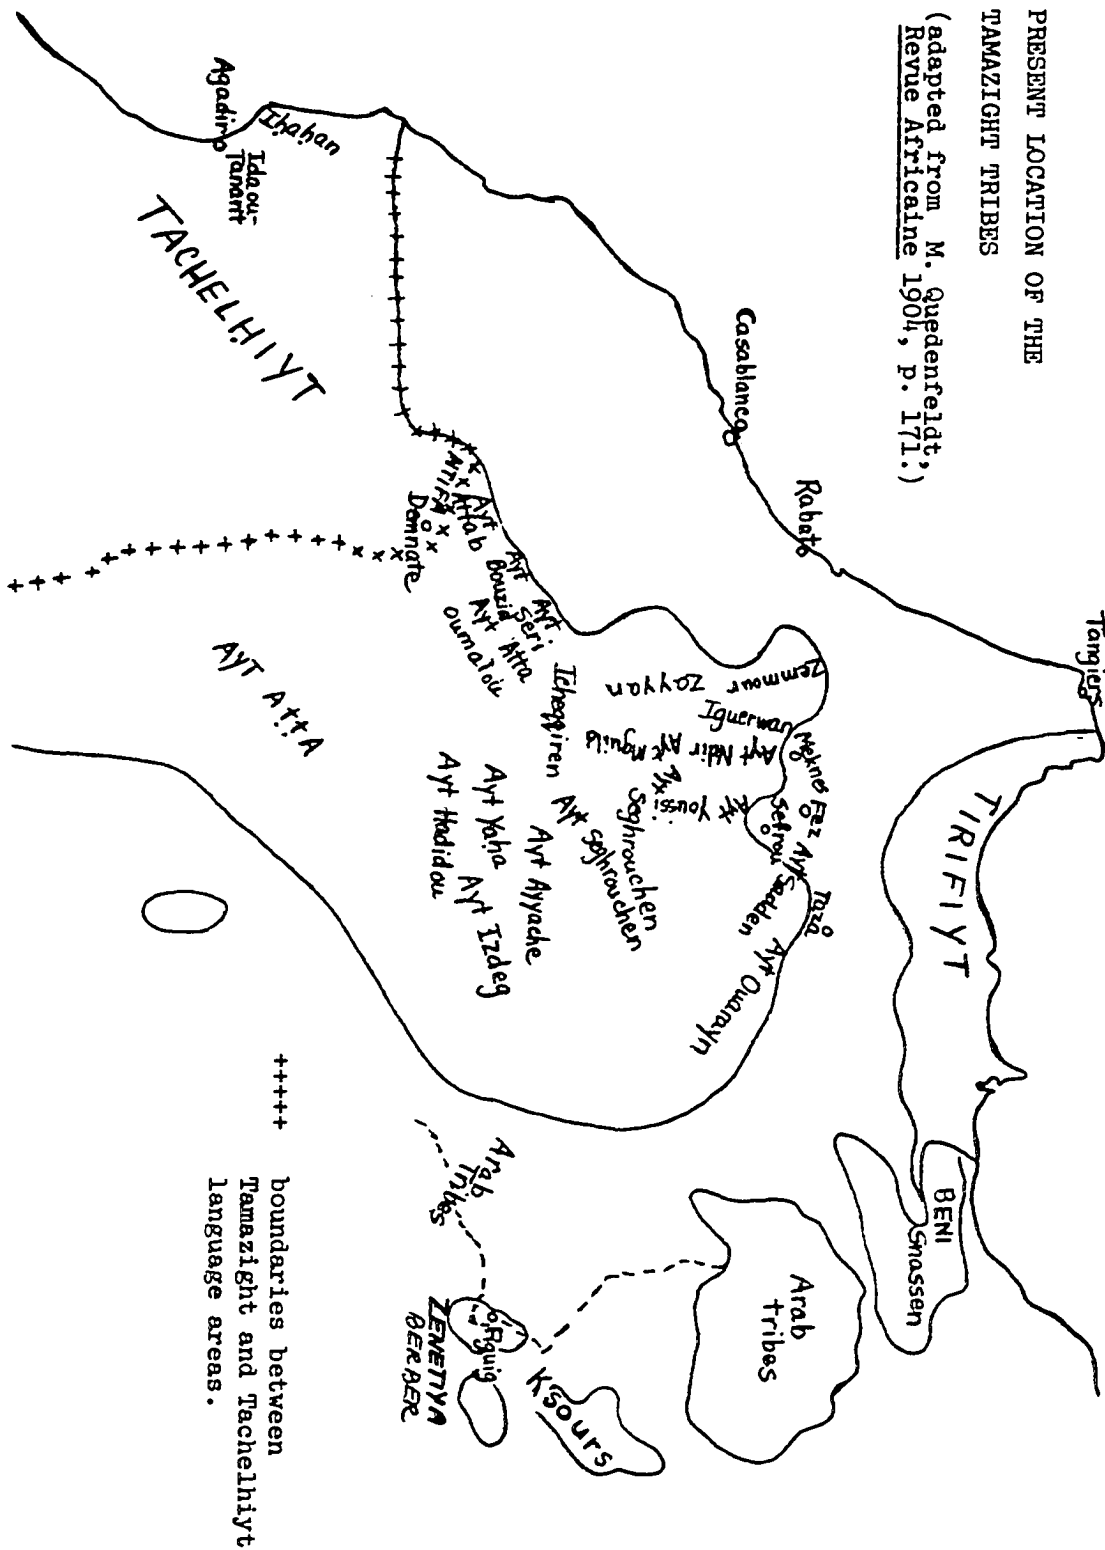 PRESENT LOCATION OF THE
TAMAZIGHT TRIBES
(adapted from M. Quedenfeldt,
Revue Africaine 1904, p. 171.)
Tangiers
Rabat
Casablanca
TIRIFIYT
BENI
Snassen
Arab
tribes
Taza
Fez
Meknes
Sefrou
Zemmour
Zayyan
Iguerwan
Ayt Ndir
Ayt Mguild
Ayt Youssi
Ayt Sadden
Ayt Ouarayn
Ayt
Seghrouchen
Ayt Seghrouchen
Icheqqiren
Ayt
Seri
Ayt
Bouzid
Ayt
Attab
NTIFA
Demnate
Ayt Atta
oumalou
Ayt Ayyache
Ayt Yaha
Ayt Izdeg
Ayt Hadidou
AYT AttA
Iḥaḥan
Agadir
Idaou-
Tanant
TACHELHIYT
Arab
Tribes
Figuig
ZENETIYA
BERBER
Ksours
+++++ boundaries between
Tamazight and Tachelhiyt
language areas.